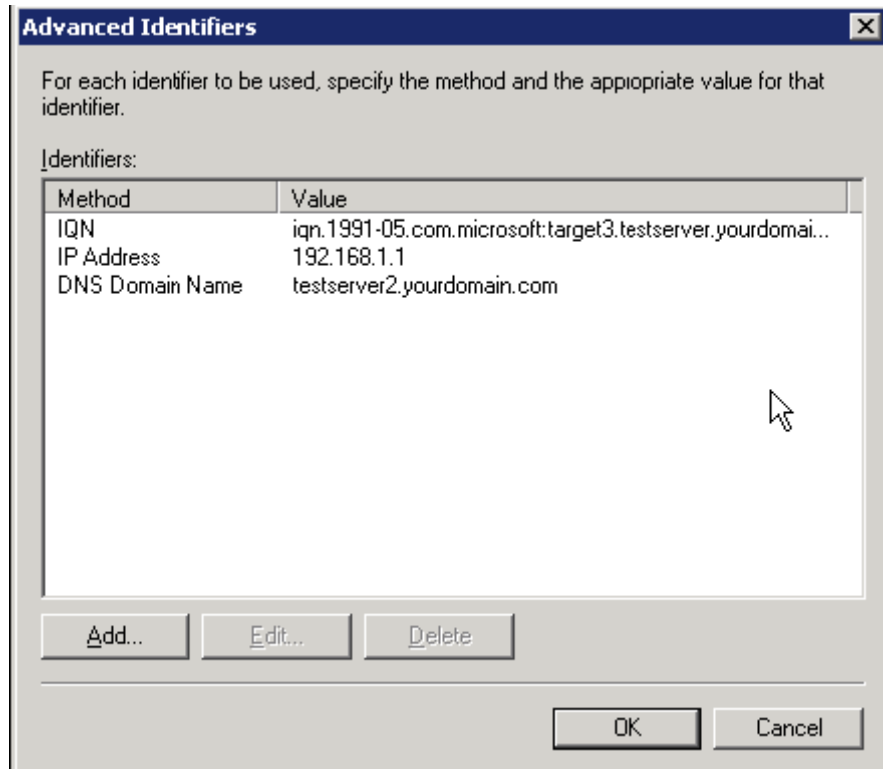 Advanced Identifiers
For each identifier to be used, specify the method and the appropriate value for that
identifier.
Identifiers:
Method Value
IQN iqn.1991-05.com.microsoft:target3.testserver.yourdomai...
IP Address 192.168.1.1
DNS Domain Name testserver2.yourdomain.com
Add... Edit... Delete
OK Cancel